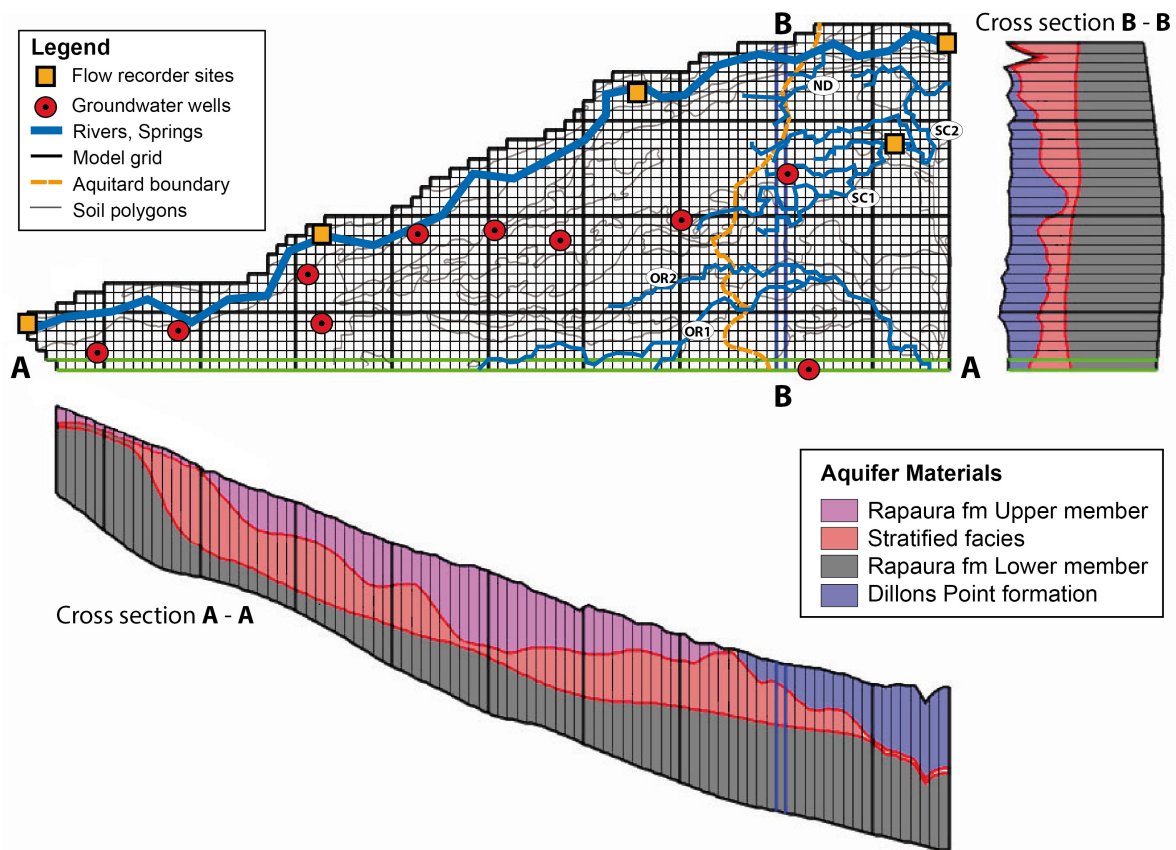 B
Cross section B - B
Legend
Flow recorder sites
Groundwater wells
Rivers, Springs
Model grid
Aquitard boundary
Soil polygons
ND
SC2
SC1
OR2
OR1
A
A
B
Cross section A - A
Aquifer Materials
Rapaura fm Upper member
Stratified facies
Rapaura fm Lower member
Dillons Point formation